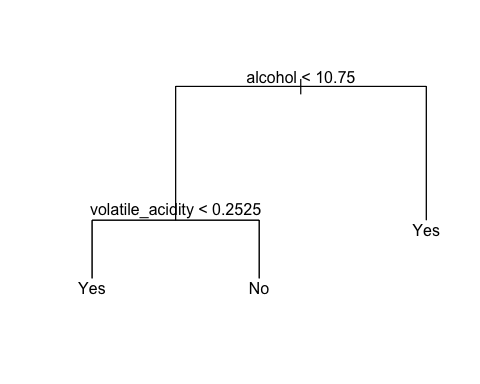 alcohol < 10.75
volatile_acidity < 0.2525
Yes
Yes
No